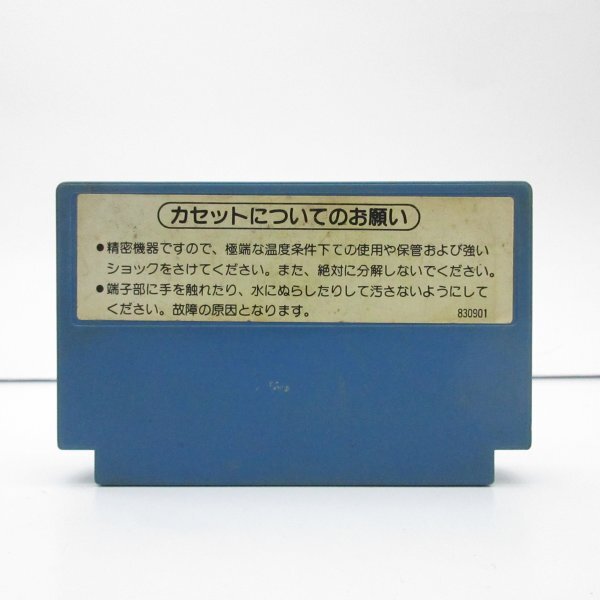 カセットについてのお願い
●精密機器ですので、極端な温度条件下での使用や保管および強い
ショックをさけてください。また、絶対に分解しないでください。
●端子部に手を触れたり、水にぬらしたりして汚さないようにして
ください。故障の原因となります。
830901